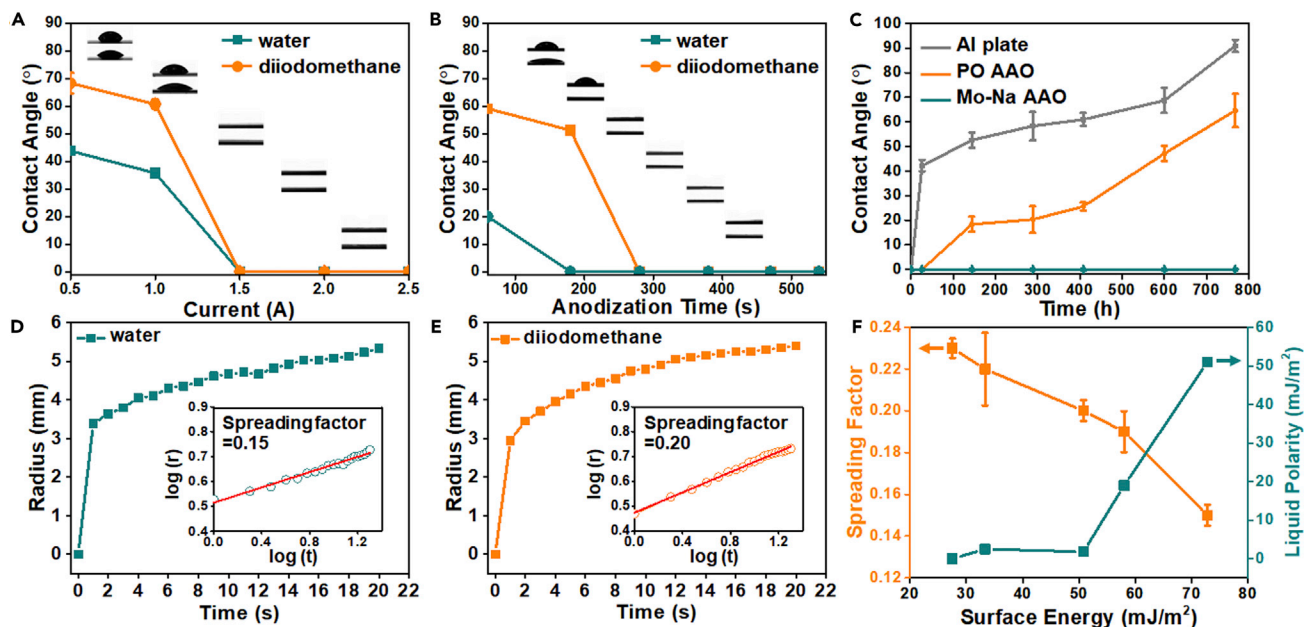 A
90
80
70
60
50
40
30
20
10
0
Contact Angle (°)
water
diiodomethane
0.5 1.0 1.5 2.0 2.5
Current (A)
B
90
80
70
60
50
40
30
20
10
0
Contact Angle (°)
water
diiodomethane
100 200 300 400 500
Anodization Time (s)
C
100
90
80
70
60
50
40
30
20
10
0
Contact Angle (°)
Al plate
PO AAO
Mo-Na AAO
0 100 200 300 400 500 600 700 800
Time (h)
D
6
5
4
3
2
1
0
Radius (mm)
water
0.9
0.8
0.7
0.6
0.5
0.4
log (r)
Spreading factor
=0.15
0.0 0.4 0.8 1.2
log (t)
0 2 4 6 8 10 12 14 16 18 20 22
Time (s)
E
6
5
4
3
2
1
0
Radius (mm)
diiodomethane
0.9
0.8
0.7
0.6
0.5
0.4
log (r)
Spreading factor
=0.20
0.0 0.4 0.8 1.2
log (t)
0 2 4 6 8 10 12 14 16 18 20 22
Time (s)
F
0.24
0.22
0.20
0.18
0.16
0.14
0.12
Spreading Factor
60
50
40
30
20
10
0
Liquid Polarity (mJ/m²)
20 30 40 50 60 70 80
Surface Energy (mJ/m²)